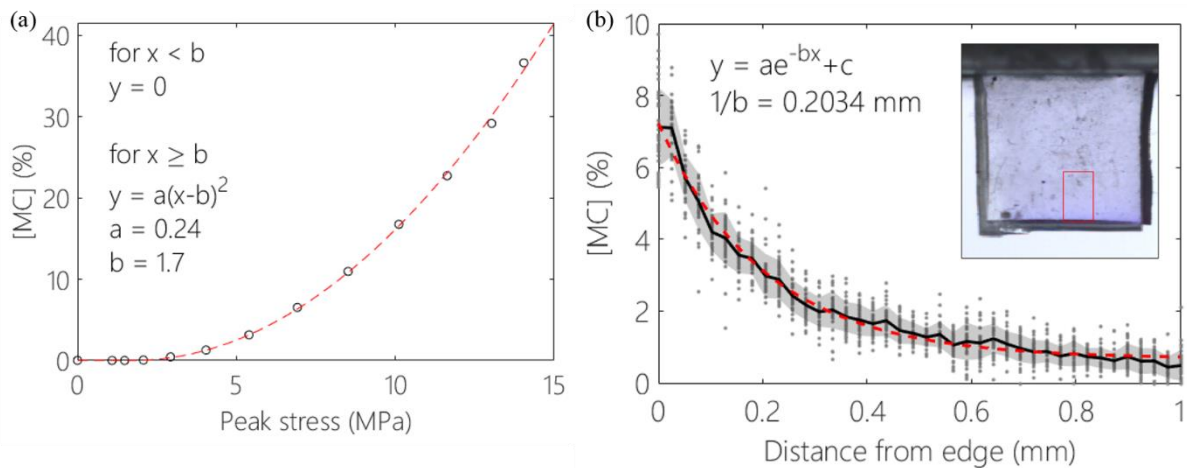 (a)
40
30
20
10
0
[MC] (%)
for x < b
y = 0
for x ≥ b
y = a(x-b)²
a = 0.24
b = 1.7
0 5 10 15
Peak stress (MPa)
(b)
10
8
6
4
2
0
[MC] (%)
y = ae⁻ᵇˣ+c
1/b = 0.2034 mm
0 0.2 0.4 0.6 0.8 1
Distance from edge (mm)